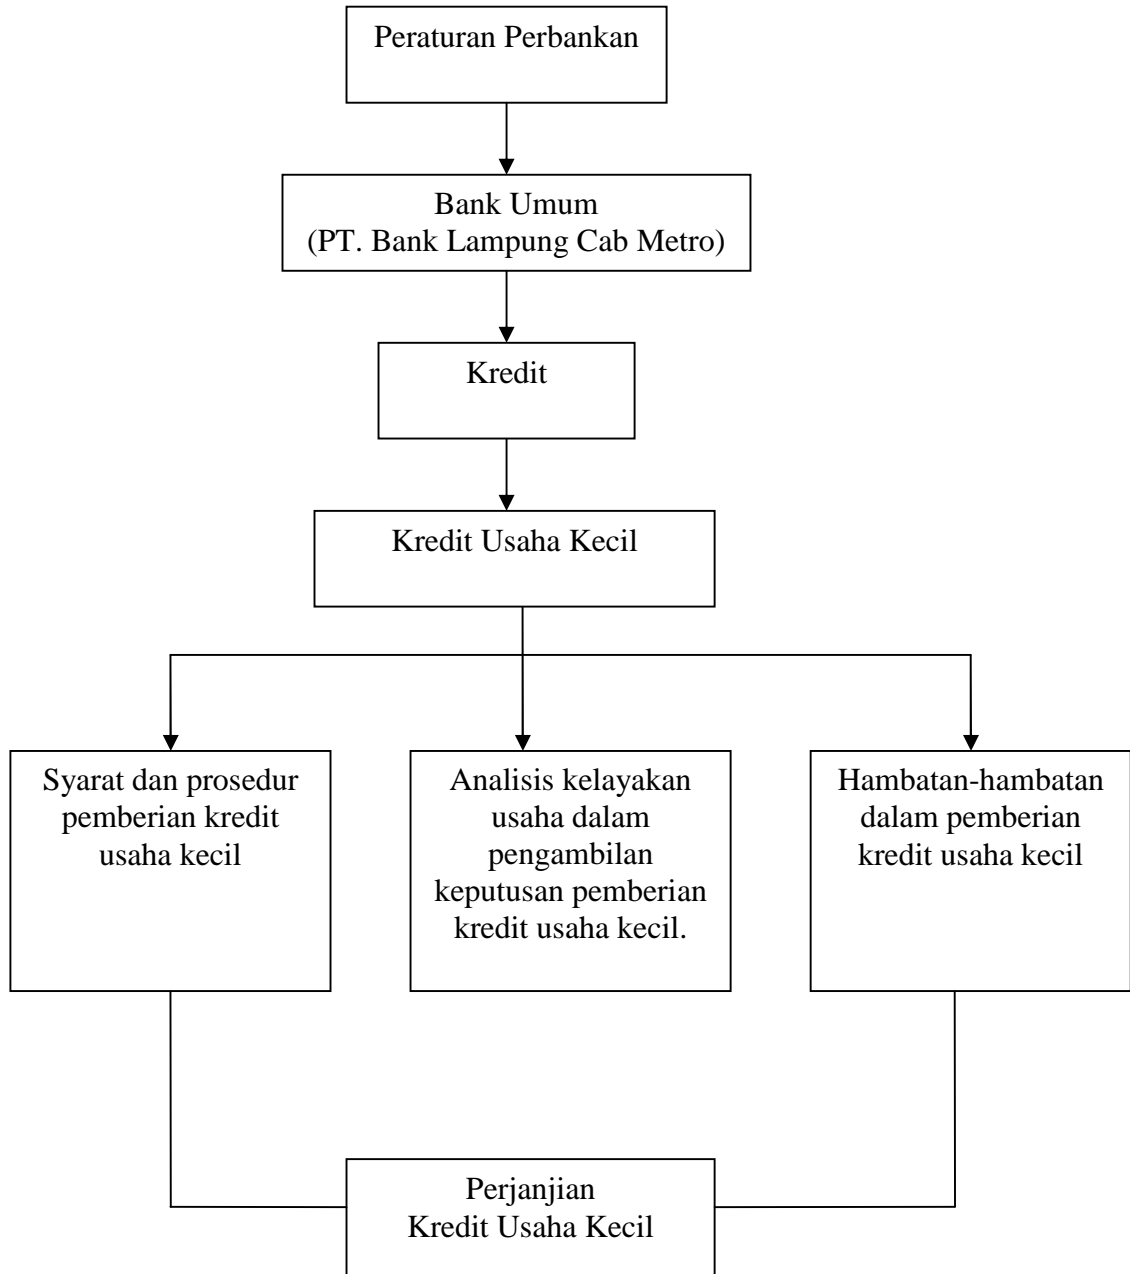 Peraturan Perbankan
Bank Umum
(PT. Bank Lampung Cab Metro)
Kredit
Kredit Usaha Kecil
Syarat dan prosedur
pemberian kredit
usaha kecil
Analisis kelayakan
usaha dalam
pengambilan
keputusan pemberian
kredit usaha kecil.
Hambatan-hambatan
dalam pemberian
kredit usaha kecil
Perjanjian
Kredit Usaha Kecil